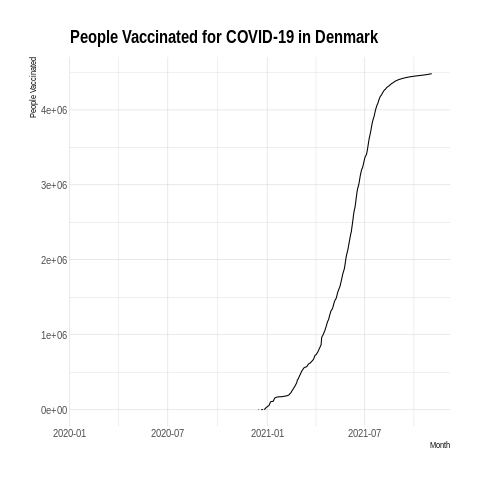 People Vaccinated for COVID-19 in Denmark
People Vaccinated
4e+06
3e+06
2e+06
1e+06
0e+00
2020-01 2020-07 2021-01 2021-07
Month